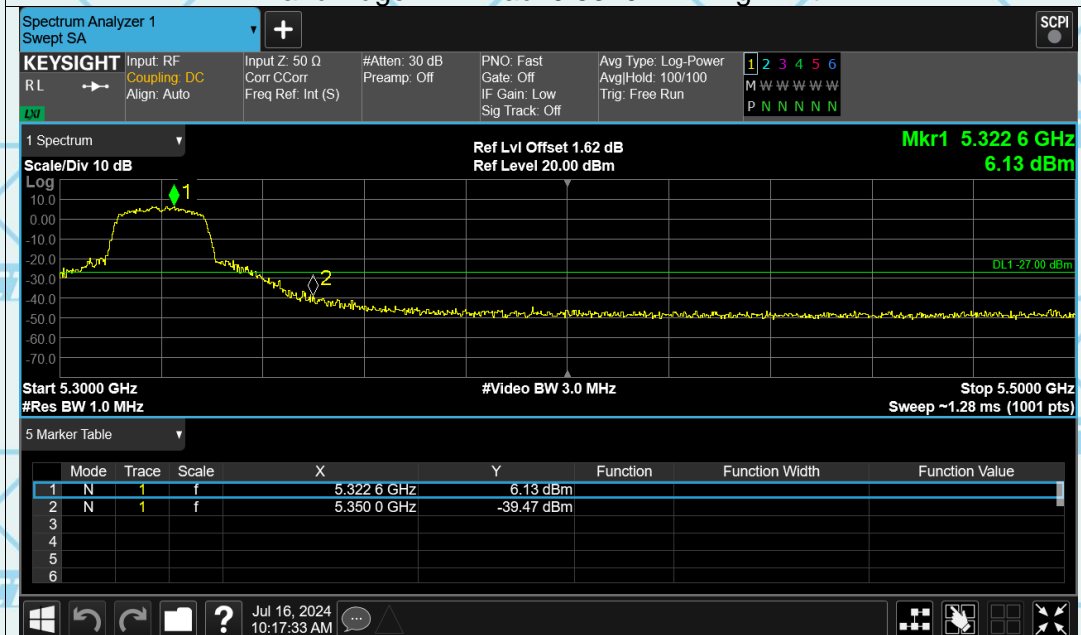 Spectrum Analyzer 1
Swept SA
+
SCPI
KEYSIGHT
R L
LXI
Input: RF
Coupling: DC
Align: Auto
Input Z: 50 Ω
Corr CCorr
Freq Ref: Int (S)
#Atten: 30 dB
Preamp: Off
PNO: Fast
Gate: Off
IF Gain: Low
Sig Track: Off
Avg Type: Log-Power
Avg|Hold: 100/100
Trig: Free Run
1 2 3 4 5 6
M W W W W W
P N N N N N
1 Spectrum
Scale/Div 10 dB
Ref Lvl Offset 1.62 dB
Ref Level 20.00 dBm
Mkr1 5.322 6 GHz
6.13 dBm
Log
10.0
0.00
-10.0
-20.0
-30.0
-40.0
-50.0
-60.0
-70.0
1
2
DL1 -27.00 dBm
Start 5.3000 GHz
#Res BW 1.0 MHz
#Video BW 3.0 MHz
Stop 5.5000 GHz
Sweep ~1.28 ms (1001 pts)
5 Marker Table
Mode Trace Scale X Y Function Function Width Function Value
1 N 1 f 5.322 6 GHz 6.13 dBm
2 N 1 f 5.350 0 GHz -39.47 dBm
3
4
5
6
?
Jul 16, 2024
10:17:33 AM